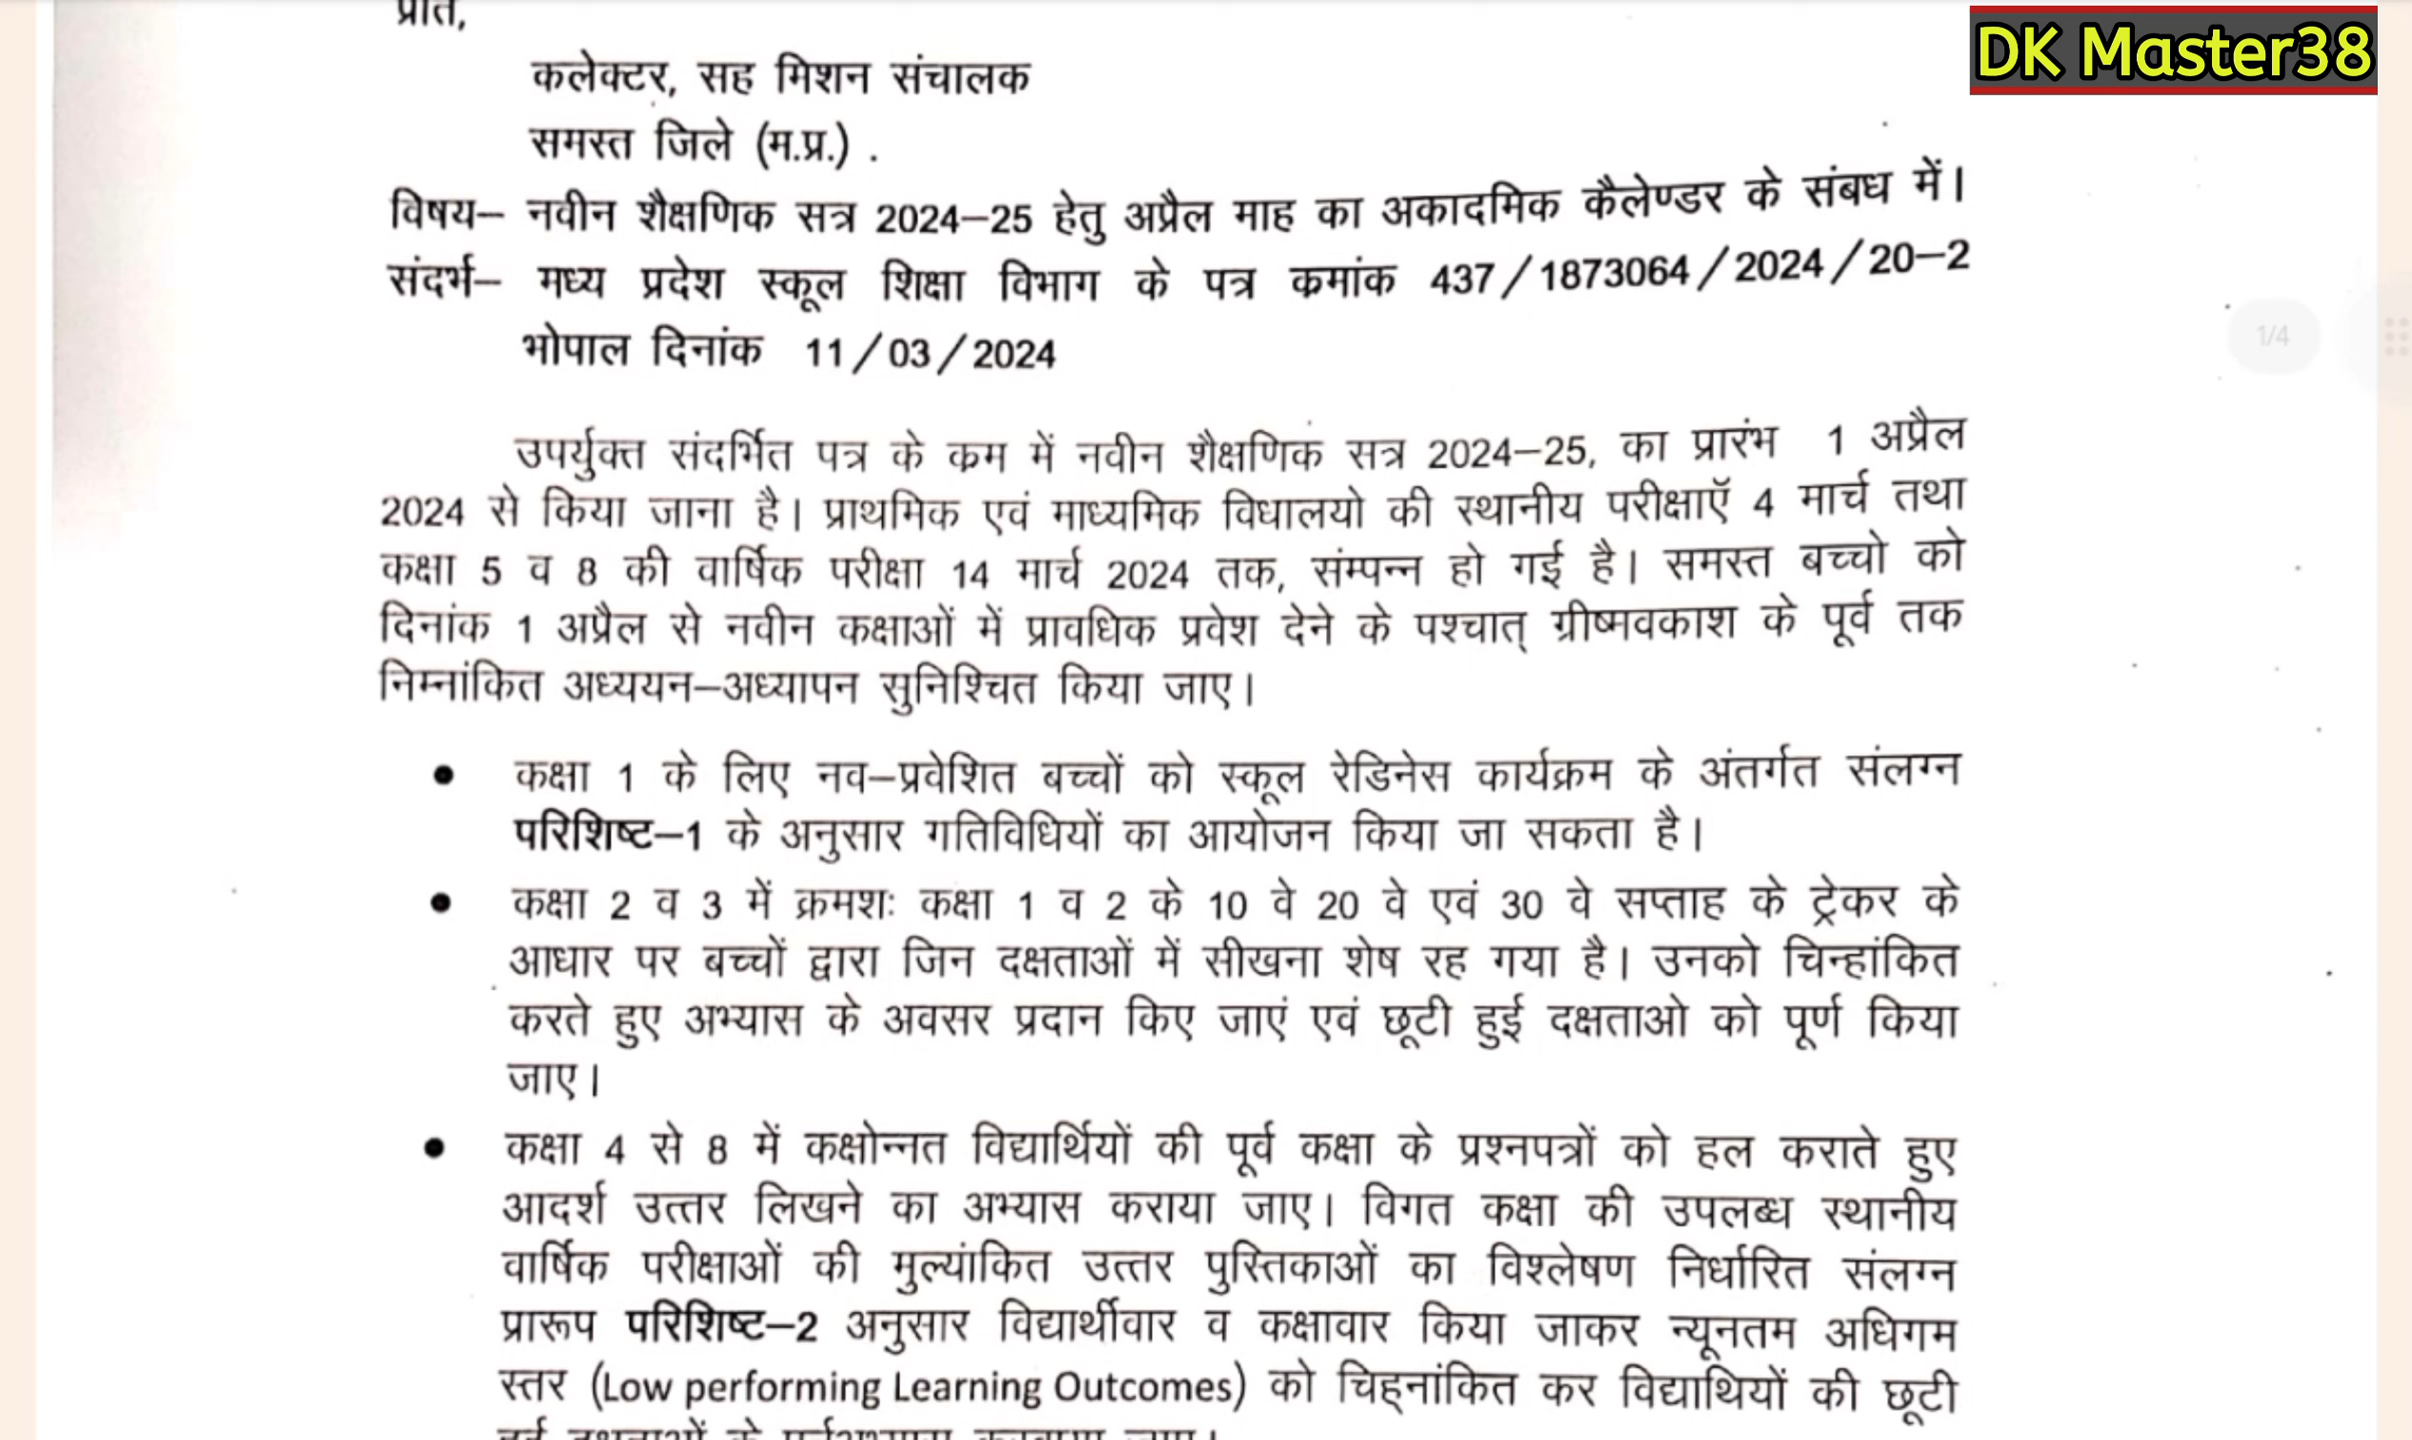 प्रति,
DK Master38
कलेक्टर, सह मिशन संचालक
समस्त जिले (म.प्र.) .
विषय– नवीन शैक्षणिक सत्र 2024–25 हेतु अप्रैल माह का अकादमिक कैलेण्डर के संबध में।
संदर्भ– मध्य प्रदेश स्कूल शिक्षा विभाग के पत्र कमांक 437/1873064/2024/20–2
भोपाल दिनांक 11/03/2024
1/4
उपर्युक्त संदर्भित पत्र के कम में नवीन शैक्षणिक सत्र 2024–25, का प्रारंभ 1 अप्रैल
2024 से किया जाना है। प्राथमिक एवं माध्यमिक विधालयो की स्थानीय परीक्षाऍ 4 मार्च तथा
कक्षा 5 व 8 की वार्षिक परीक्षा 14 मार्च 2024 तक, संम्पन्न हो गई है। समस्त बच्चो को
दिनांक 1 अप्रैल से नवीन कक्षाओं में प्रावधिक प्रवेश देने के पश्चात् ग्रीष्मवकाश के पूर्व तक
निम्नांकित अध्ययन–अध्यापन सुनिश्चित किया जाए।
• कक्षा 1 के लिए नव–प्रवेशित बच्चों को स्कूल रेडिनेस कार्यक्रम के अंतर्गत संलग्न
परिशिष्ट–1 के अनुसार गतिविधियों का आयोजन किया जा सकता है।
• कक्षा 2 व 3 में क्रमशः कक्षा 1 व 2 के 10 वे 20 वे एवं 30 वे सप्ताह के ट्रेकर के
आधार पर बच्चों द्वारा जिन दक्षताओं में सीखना शेष रह गया है। उनको चिन्हांकित
करते हुए अभ्यास के अवसर प्रदान किए जाएं एवं छूटी हुई दक्षताओ को पूर्ण किया
जाए।
• कक्षा 4 से 8 में कक्षोन्नत विद्यार्थियों की पूर्व कक्षा के प्रश्नपत्रों को हल कराते हुए
आदर्श उत्तर लिखने का अभ्यास कराया जाए। विगत कक्षा की उपलब्ध स्थानीय
वार्षिक परीक्षाओं की मुल्यांकित उत्तर पुस्तिकाओं का विश्लेषण निर्धारित संलग्न
प्रारूप परिशिष्ट–2 अनुसार विद्यार्थीवार व कक्षावार किया जाकर न्यूनतम अधिगम
स्तर (Low performing Learning Outcomes) को चिह्नांकित कर विद्याथियों की छूटी